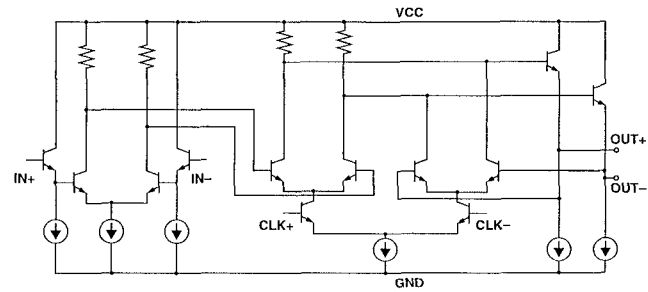 VCC
OUT+
IN+
IN−
OUT−
CLK+
CLK−
GND